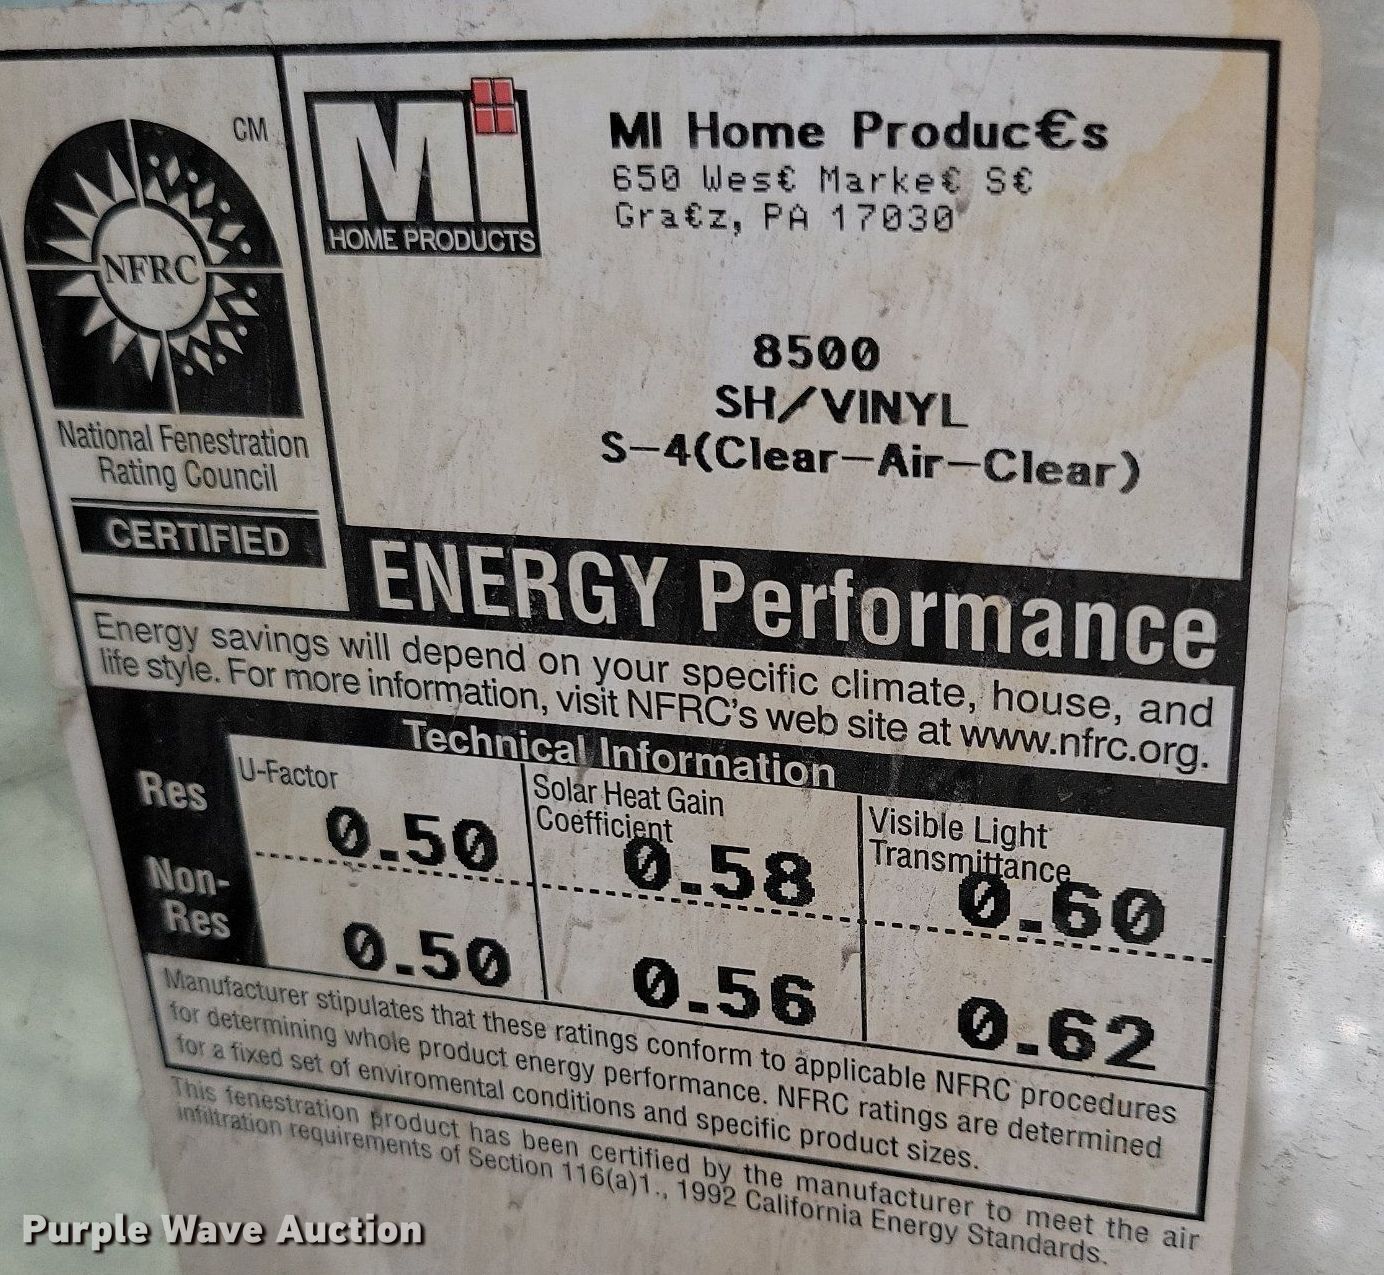 CM
NFRC
National Fenestration
Rating Council
CERTIFIED
Mi
HOME PRODUCTS
MI Home Produc€s
650 Wes€ Marke€ S€
Gra€z, PA 17030
8500
SH/VINYL
S-4(Clear-Air-Clear)
ENERGY Performance
Energy savings will depend on your specific climate, house, and
life style. For more information, visit NFRC's web site at www.nfrc.org.
Technical Information
U-Factor
Solar Heat Gain
Coefficient
Visible Light
Transmittance
Res
0.50
0.58
0.60
Non-
Res
0.50
0.56
0.62
Manufacturer stipulates that these ratings conform to applicable NFRC procedures
for determining whole product energy performance. NFRC ratings are determined
for a fixed set of enviromental conditions and specific product sizes.
This fenestration product has been certified by the manufacturer to meet the air
infiltration requirements of Section 116(a)1., 1992 California Energy Standards.
Purple Wave Auction